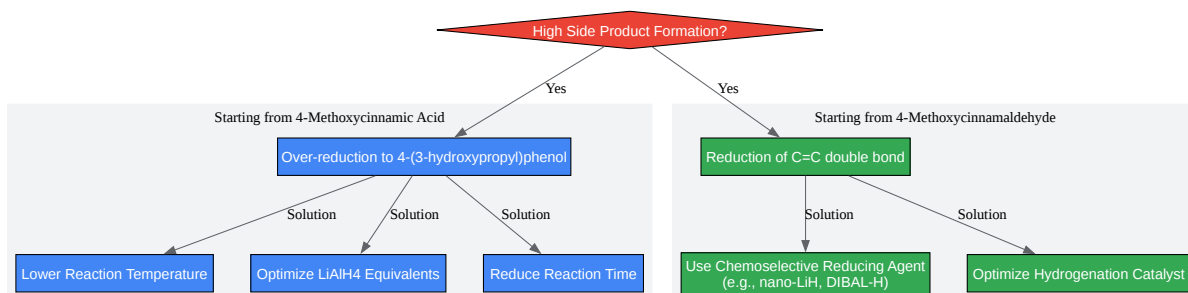 High Side Product Formation?
Yes
Yes
Starting from 4-Methoxycinnamic Acid
Starting from 4-Methoxycinnamaldehyde
Over-reduction to 4-(3-hydroxypropyl)phenol
Reduction of C=C double bond
Solution
Solution
Solution
Solution
Solution
Lower Reaction Temperature
Optimize LiAlH4 Equivalents
Reduce Reaction Time
Use Chemoselective Reducing Agent
(e.g., nano-LiH, DIBAL-H)
Optimize Hydrogenation Catalyst